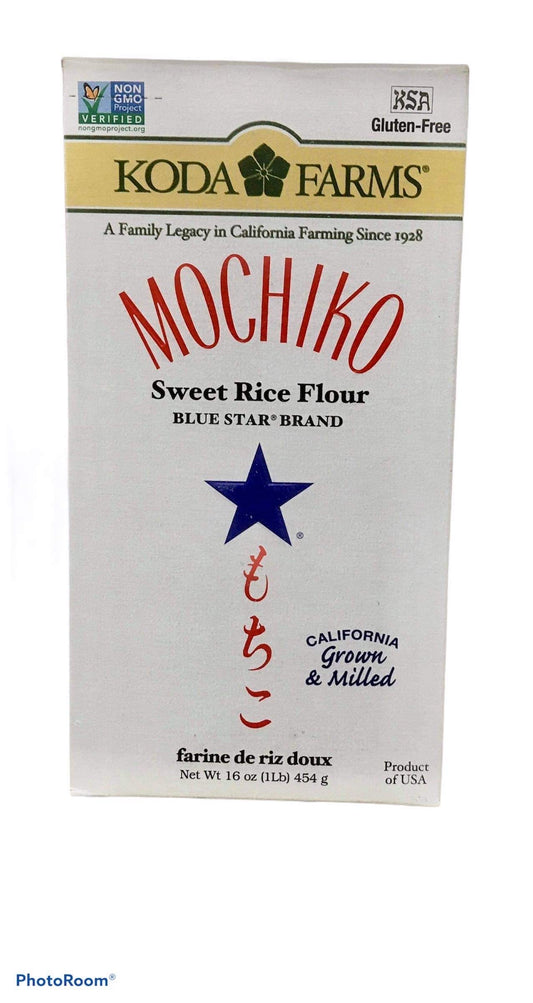 NON
GMO
Project
VERIFIED
nongmoproject.org
KSA
Gluten-Free
KODA FARMS®
A Family Legacy in California Farming Since 1928
MOCHIKO
Sweet Rice Flour
BLUE STAR® BRAND
®
もちこ
CALIFORNIA
Grown
& Milled
farine de riz doux
Net Wt 16 oz (1Lb) 454 g
Product
of USA
PhotoRoom®